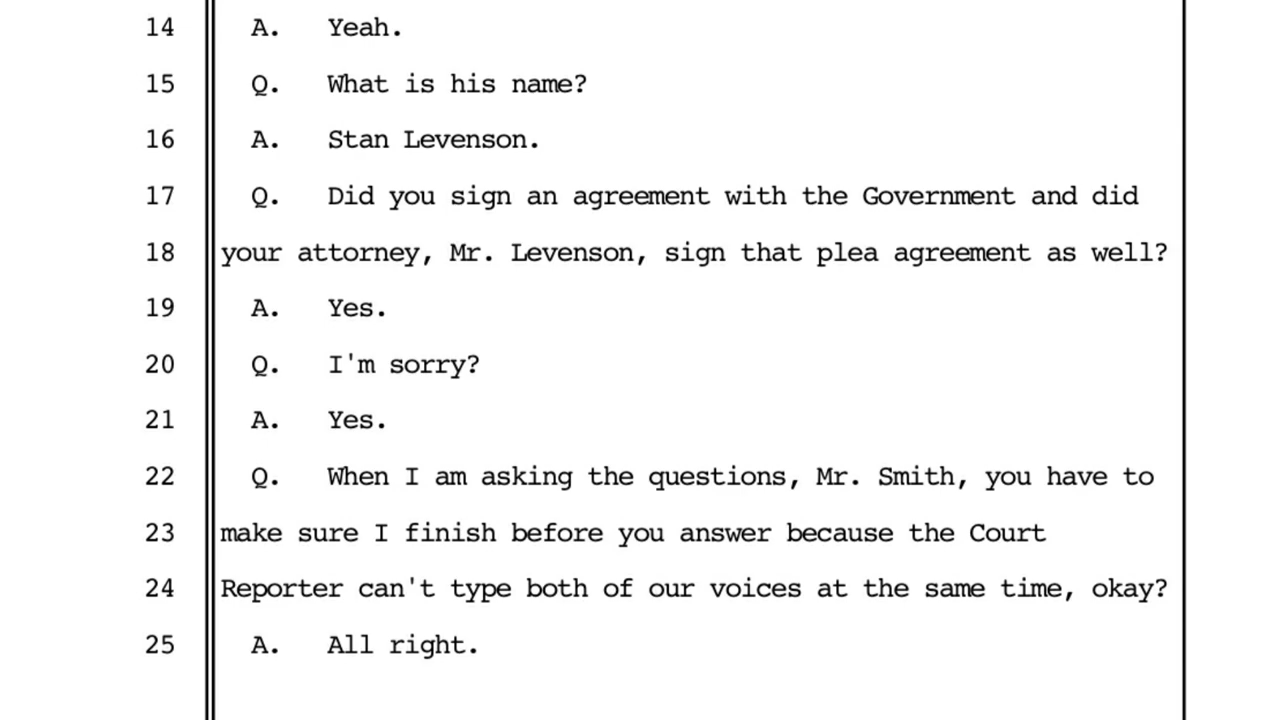 14 A. Yeah.
15 Q. What is his name?
16 A. Stan Levenson.
17 Q. Did you sign an agreement with the Government and did
18 your attorney, Mr. Levenson, sign that plea agreement as well?
19 A. Yes.
20 Q. I'm sorry?
21 A. Yes.
22 Q. When I am asking the questions, Mr. Smith, you have to
23 make sure I finish before you answer because the Court
24 Reporter can't type both of our voices at the same time, okay?
25 A. All right.